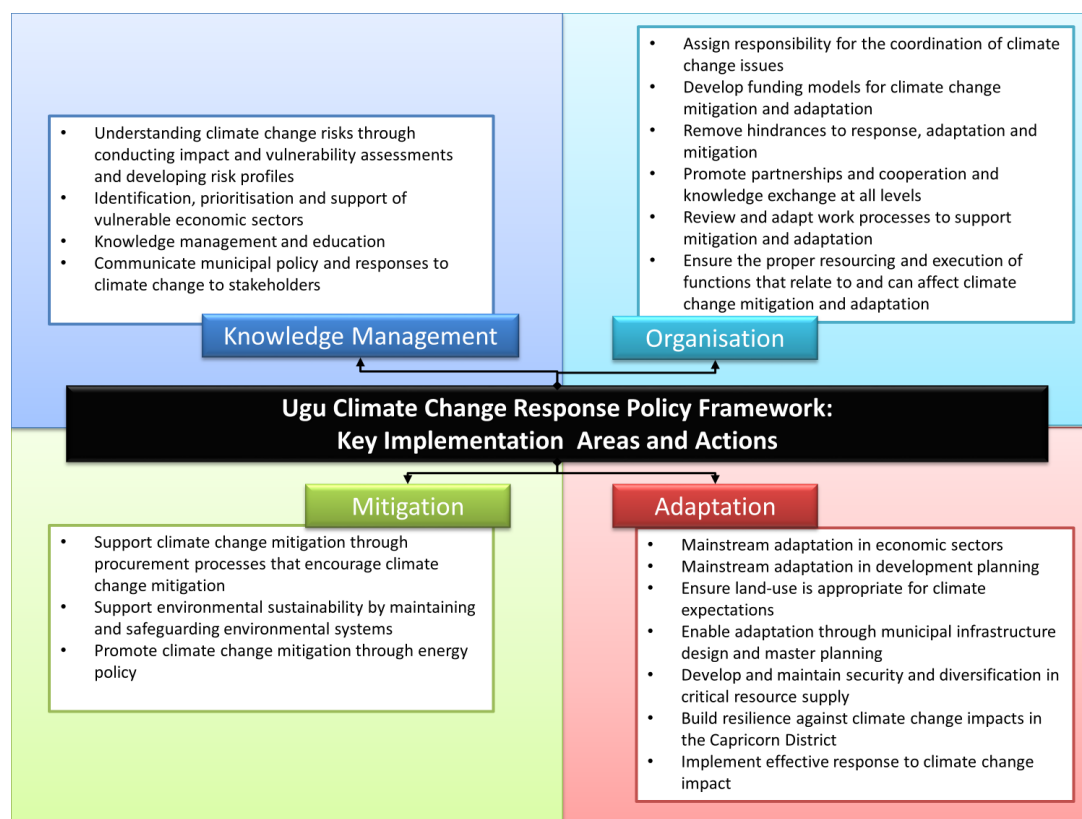 • Understanding climate change risks through
conducting impact and vulnerability assessments
and developing risk profiles
• Identification, prioritisation and support of
vulnerable economic sectors
• Knowledge management and education
• Communicate municipal policy and responses to
climate change to stakeholders
Knowledge Management
• Assign responsibility for the coordination of climate
change issues
• Develop funding models for climate change
mitigation and adaptation
• Remove hindrances to response, adaptation and
mitigation
• Promote partnerships and cooperation and
knowledge exchange at all levels
• Review and adapt work processes to support
mitigation and adaptation
• Ensure the proper resourcing and execution of
functions that relate to and can affect climate
change mitigation and adaptation
Organisation
Ugu Climate Change Response Policy Framework:
Key Implementation Areas and Actions
Mitigation
• Support climate change mitigation through
procurement processes that encourage climate
change mitigation
• Support environmental sustainability by maintaining
and safeguarding environmental systems
• Promote climate change mitigation through energy
policy
Adaptation
• Mainstream adaptation in economic sectors
• Mainstream adaptation in development planning
• Ensure land-use is appropriate for climate
expectations
• Enable adaptation through municipal infrastructure
design and master planning
• Develop and maintain security and diversification in
critical resource supply
• Build resilience against climate change impacts in
the Capricorn District
• Implement effective response to climate change
impact